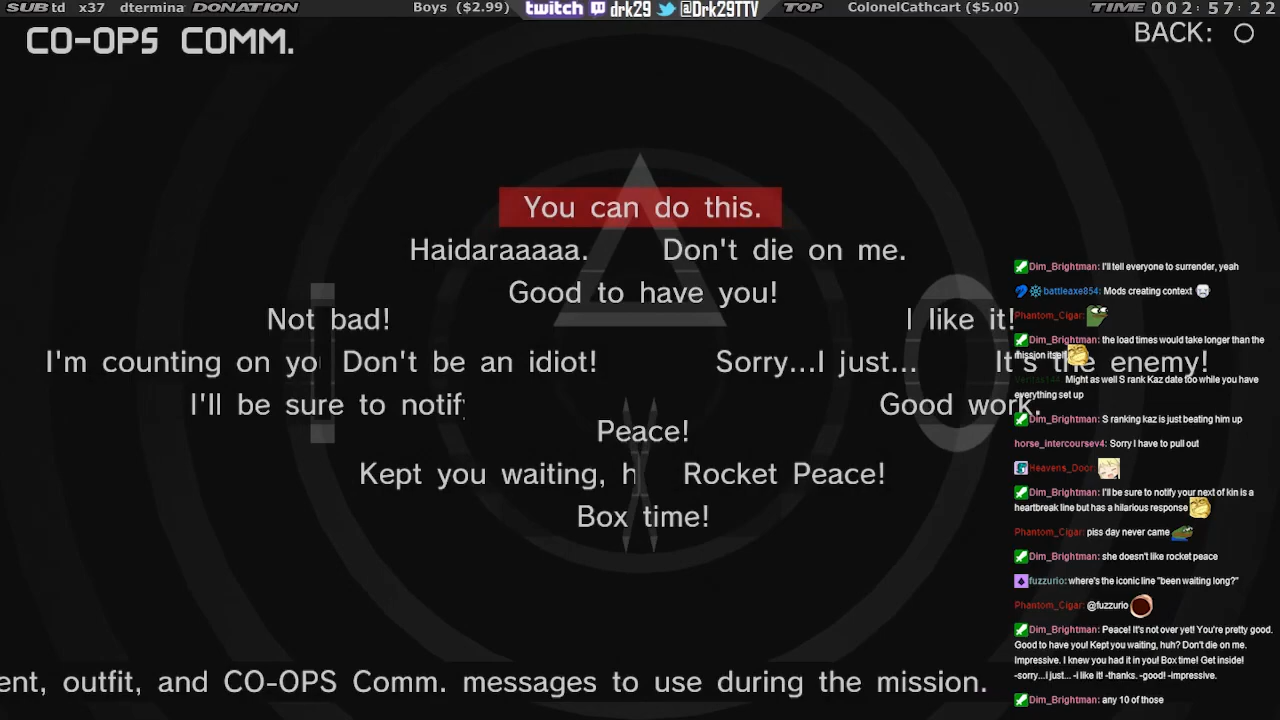 SUB td x37 dtermina DONATION Boys ($2.99) twitch drk29 @Drk29TTV TOP ColonelCathcart ($5.00) TIME 002:57:22
CO-OPS COMM.
BACK:
You can do this.
Haidaraaaaa. Don't die on me.
Good to have you!
Not bad! I like it!
I'm counting on yo Don't be an idiot! Sorry...I just... It's the enemy!
I'll be sure to notify Good work.
Peace!
Kept you waiting, h Rocket Peace!
Box time!
ent, outfit, and CO-OPS Comm. messages to use during the mission.
Dim_Brightman: I'll tell everyone to surrender, yeah
battleaxe854: Mods creating context
Phantom_Cigar:
Dim_Brightman: the load times would take longer than the
mission itself
Might as well S rank Kaz date too while you have
everything set up
Dim_Brightman: S ranking kaz is just beating him up
horse_intercoursev4: Sorry I have to pull out
Heavens_Door:
Dim_Brightman: I'll be sure to notify your next of kin is a
heartbreak line but has a hilarious response
Phantom_Cigar: piss day never came
Dim_Brightman: she doesn't like rocket peace
fuzzurio: where's the iconic line "been waiting long?"
Phantom_Cigar: @fuzzurio
Dim_Brightman: Peace! It's not over yet! You're pretty good.
Good to have you! Kept you waiting, huh? Don't die on me.
Impressive. I knew you had it in you! Box time! Get inside!
-sorry...i just... -i like it! -thanks. -good! -impressive.
Dim_Brightman: any 10 of those